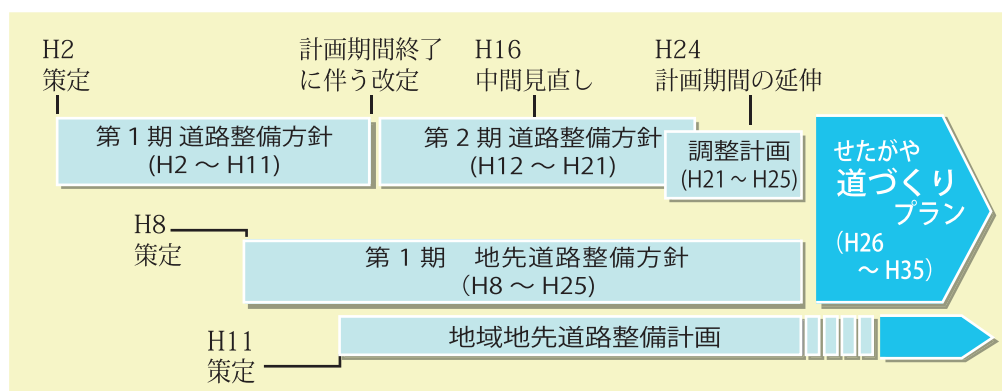 H2
策定
計画期間終了
に伴う改定
H16
中間見直し
H24
計画期間の延伸
第1期 道路整備方針
(H2 ～ H11)
第2期 道路整備方針
(H12 ～ H21)
調整計画
(H21～H25)
せたがや
道づくり
プラン
(H26
～ H35)
H8
策定
第1期　地先道路整備方針
(H8 ～ H25)
H11
策定
地域地先道路整備計画